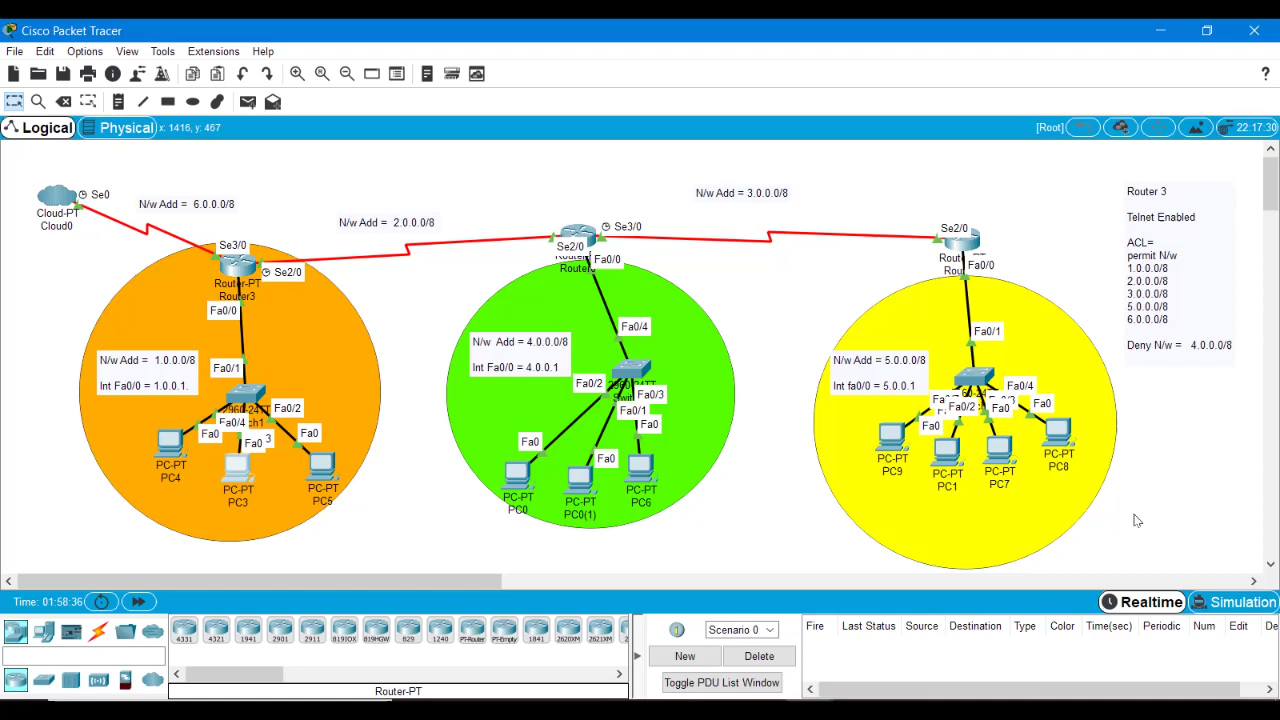 Cisco Packet Tracer
File Edit Options View Tools Extensions Help
Logical
Physical
x: 1416, y: 467
[Root]
22:17:30
Se0
Cloud-PT
Cloud0
N/w Add = 6.0.0.0/8
N/w Add = 2.0.0.0/8
N/w Add = 3.0.0.0/8
Se3/0
Se2/0
Router-PT
Router3
Fa0/0
Fa0/1
N/w Add = 1.0.0.0/8
Int Fa0/0 = 1.0.0.1.
Fa0/2
Fa0/4
Fa0
Fa0
3
Fa0
PC-PT
PC4
PC-PT
PC3
PC-PT
PC5
Se3/0
Se2/0
Fa0/0
Fa0/4
N/w Add = 4.0.0.0/8
Int Fa0/0 = 4.0.0.1
Fa0/2
Fa0/3
Fa0/1
Fa0
Fa0
Fa0
PC-PT
PC0
PC-PT
PC0(1)
PC-PT
PC6
Se2/0
Fa0/0
Fa0/1
N/w Add = 5.0.0.0/8
Int fa0/0 = 5.0.0.1
Fa0/4
Fa0/2
Fa0
Fa0
Fa0
PC-PT
PC9
PC-PT
PC1
PC-PT
PC7
PC-PT
PC8
Router 3
Telnet Enabled
ACL=
permit N/w
1.0.0.0/8
2.0.0.0/8
3.0.0.0/8
5.0.0.0/8
6.0.0.0/8
Deny N/w = 4.0.0.0/8
Time: 01:58:36
Realtime
Simulation
4331 4321 1941 2901 2911 819IOX 819HGW 829 1240 PT-Router PT-Empty 1841 2620XM 2621XM
Router-PT
Scenario 0
New
Delete
Toggle PDU List Window
Fire Last Status Source Destination Type Color Time(sec) Periodic Num Edit De